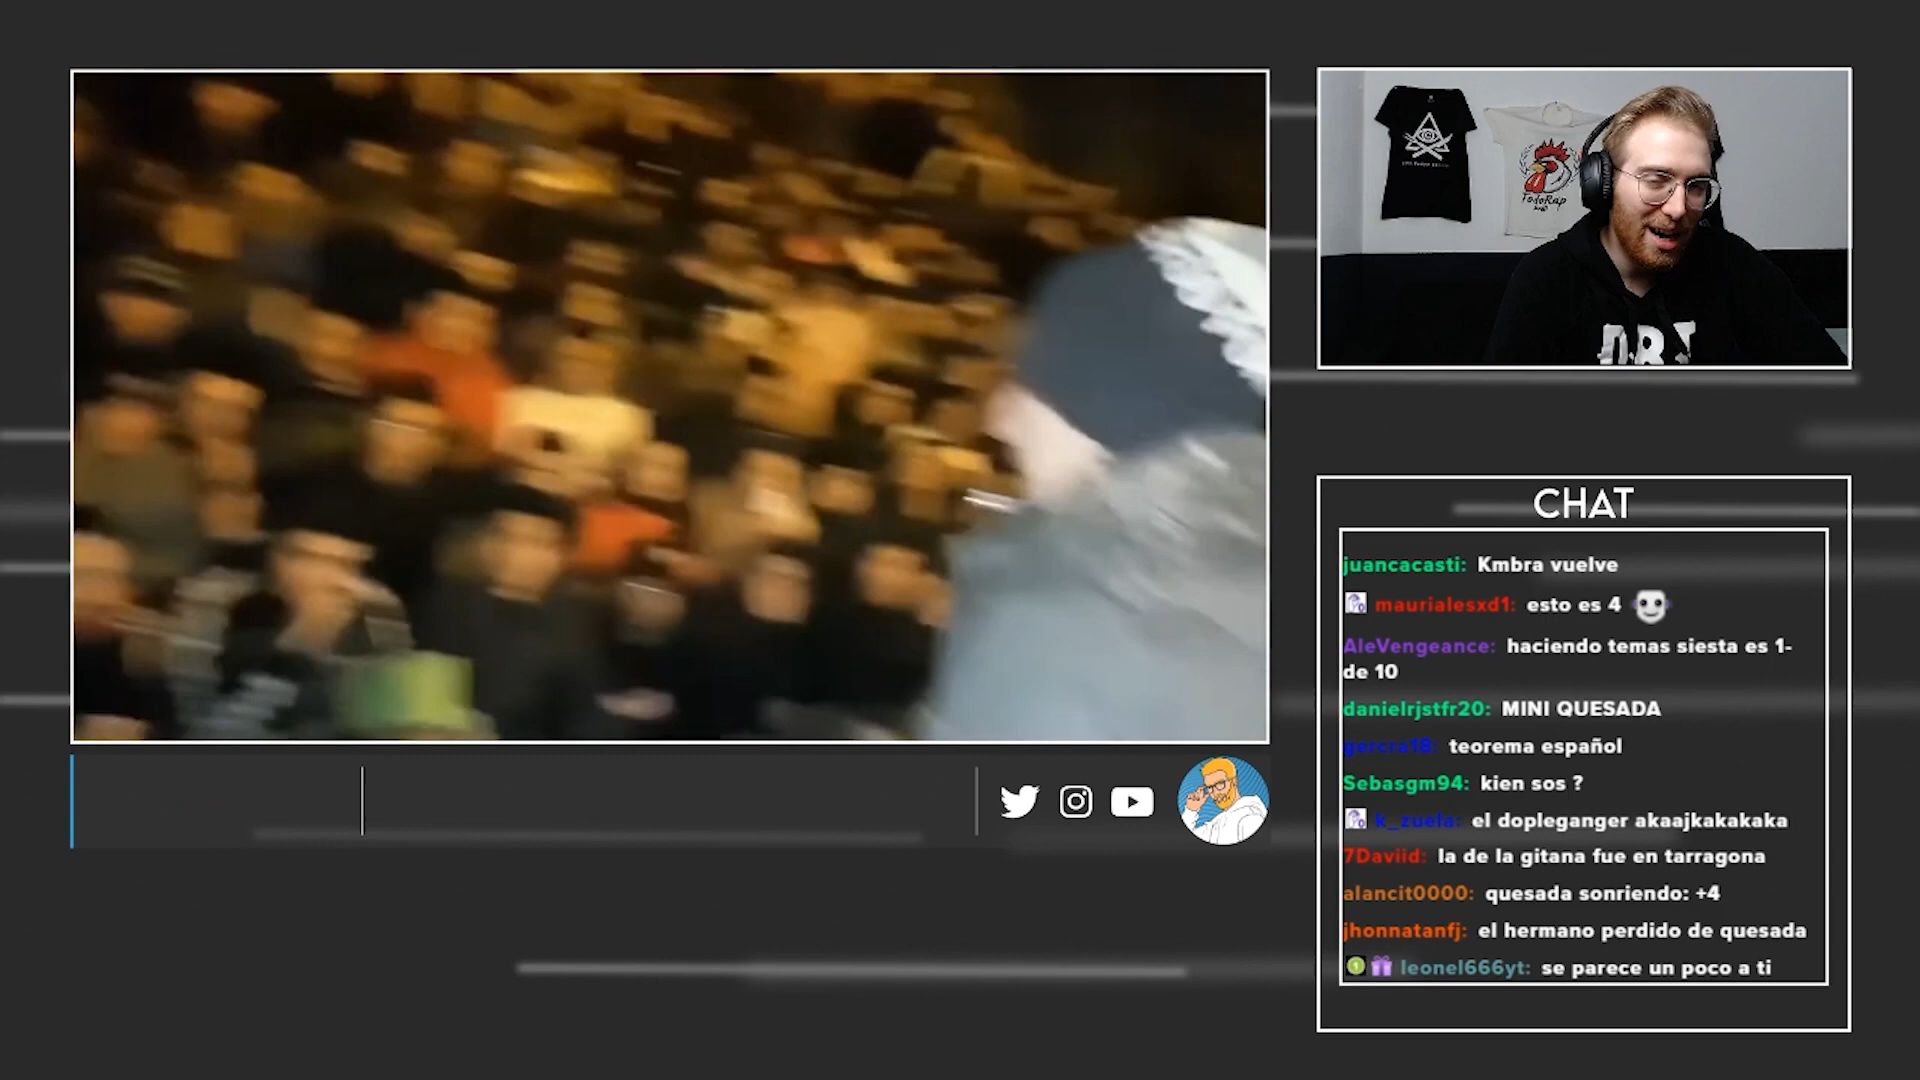 TodoRap
CHAT
juancacasti: Kmbra vuelve
maurialesxd1: esto es 4
AleVengeance: haciendo temas siesta es 1-
de 10
danielrjstfr20: MINI QUESADA
gercra18: teorema español
Sebasgm94: kien sos ?
k_zuela: el dopleganger akaajkakakaka
7Daviid: la de la gitana fue en tarragona
alancit0000: quesada sonriendo: +4
jhonnatanfj: el hermano perdido de quesada
leonel666yt: se parece un poco a ti